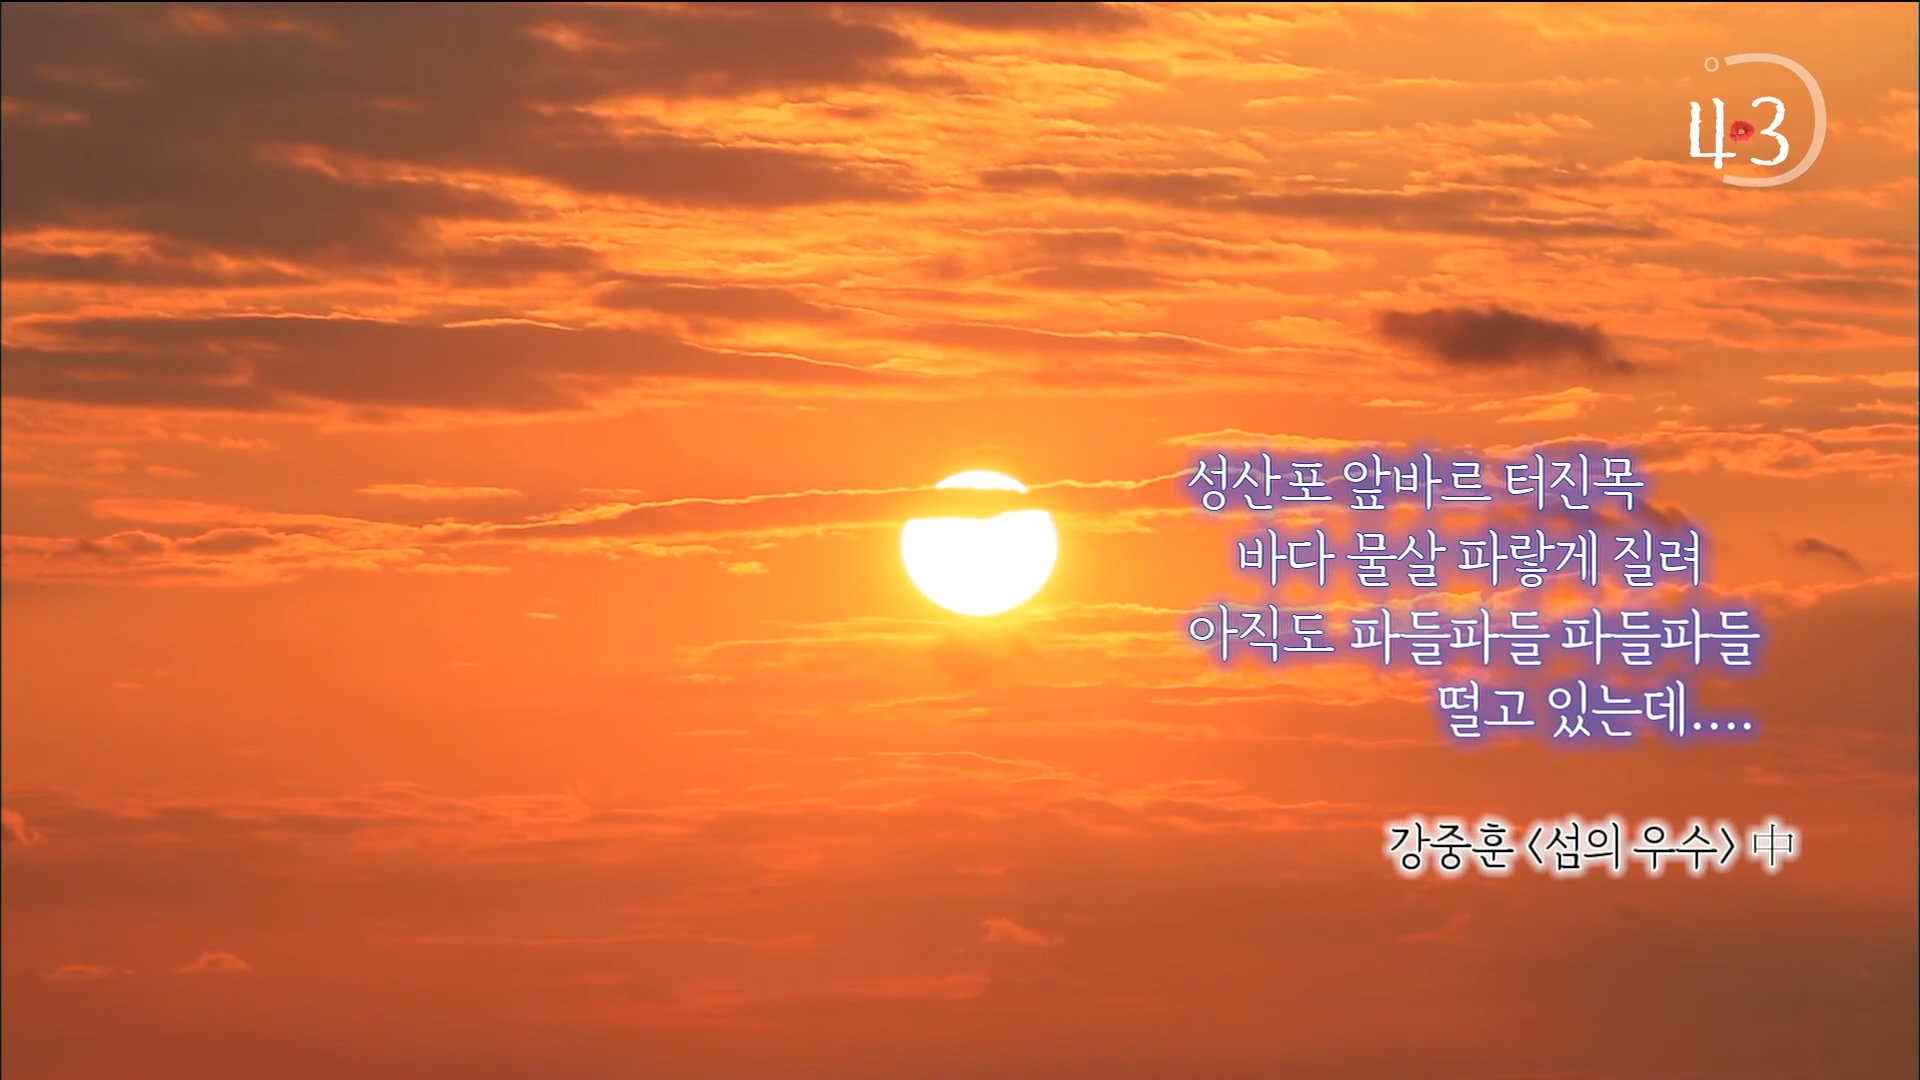 4 3
성산포 앞바르 터진목
바다 물살 파랗게 질려
아직도 파들파들 파들파들
떨고 있는데....
강중훈 <섬의 우수> 中